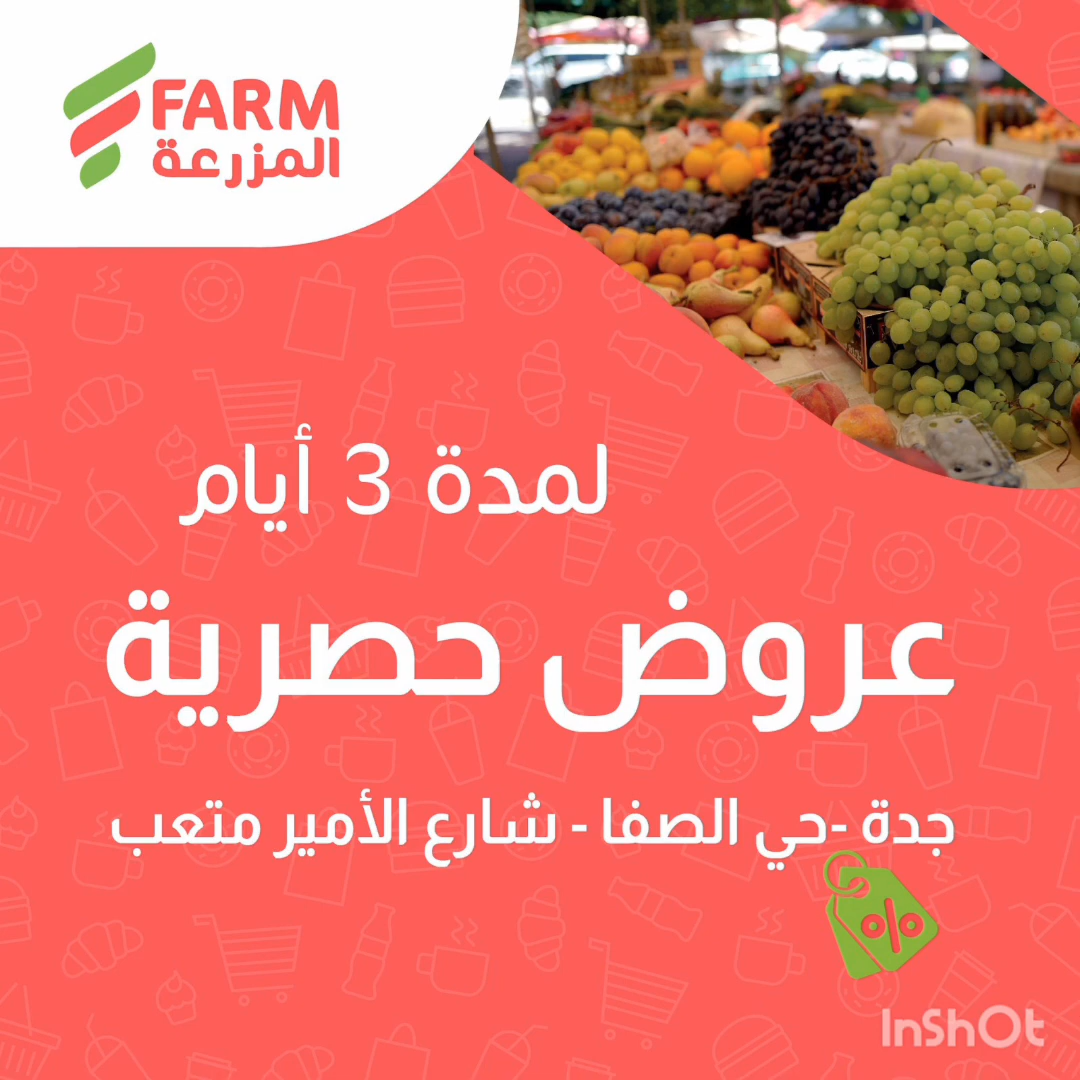 FARM
المزرعة
لمدة 3 أيام
عروض حصرية
جدة -حي الصفا - شارع الأمير متعب
%
InShOt